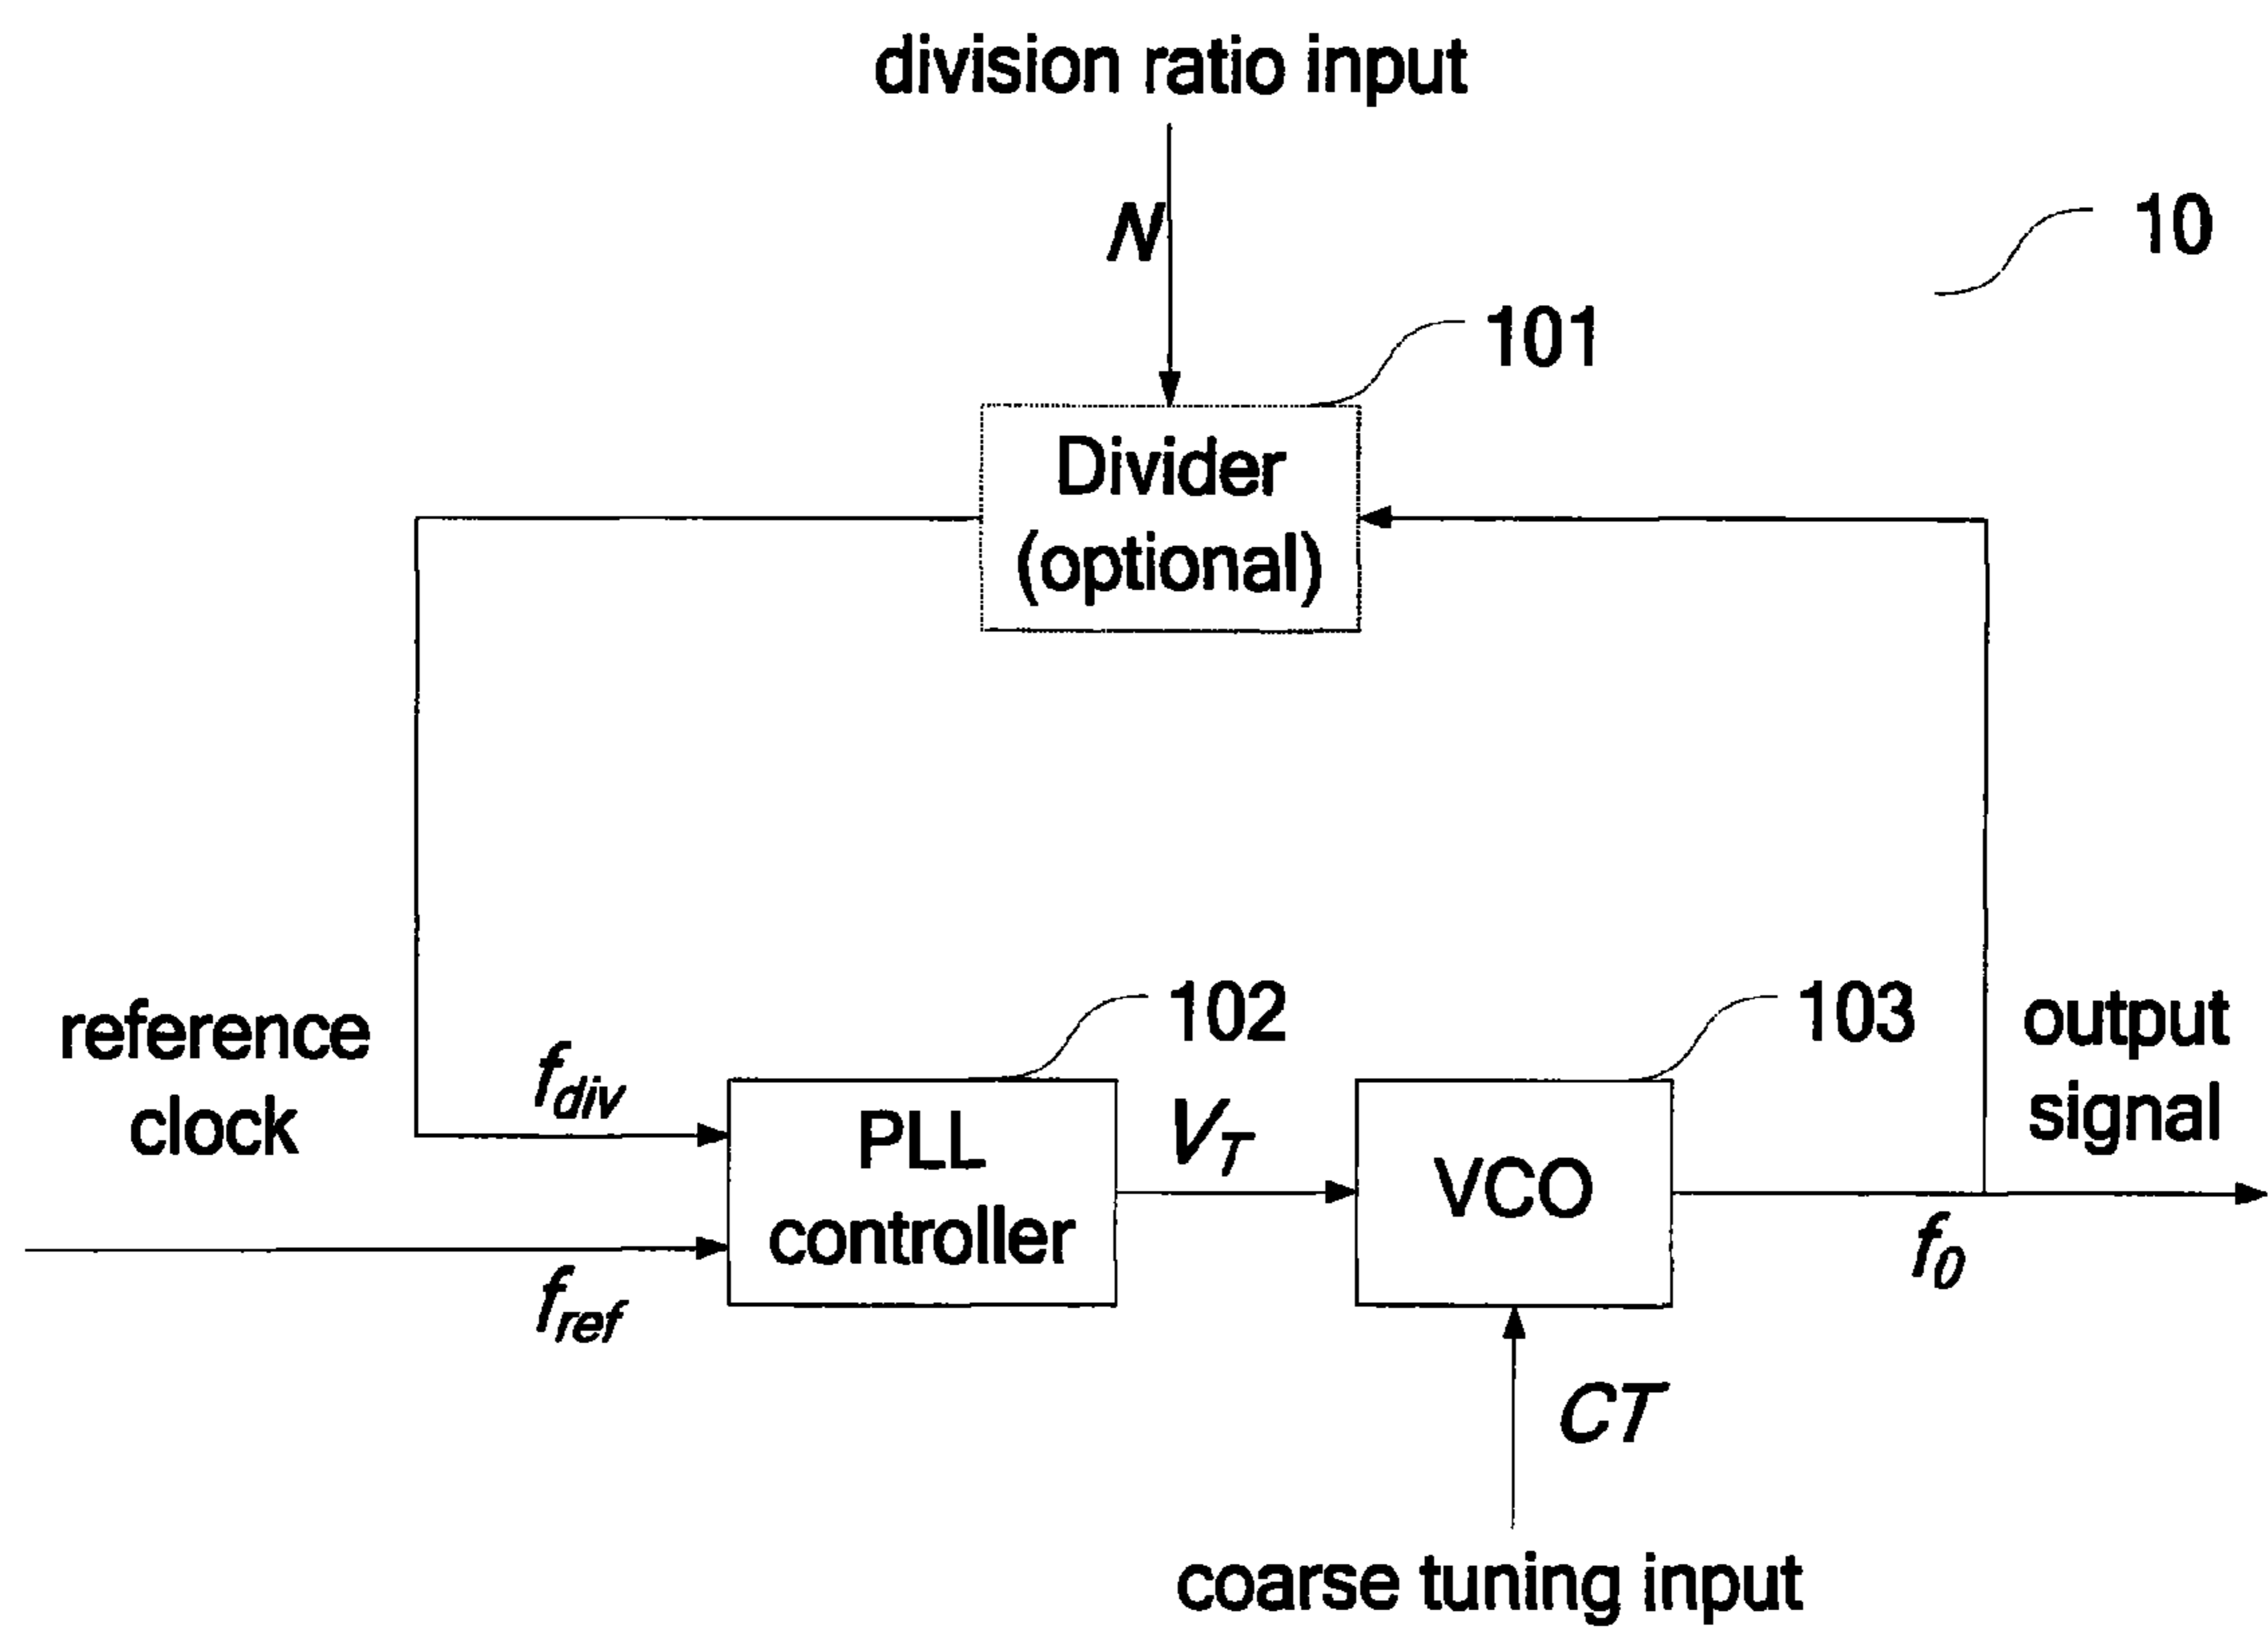 division ratio input
N
10
101
Divider
(optional)
reference
clock
f_div
102
103
output
signal
PLL
controller
V_T
VCO
f_0
f_ref
CT
coarse tuning input